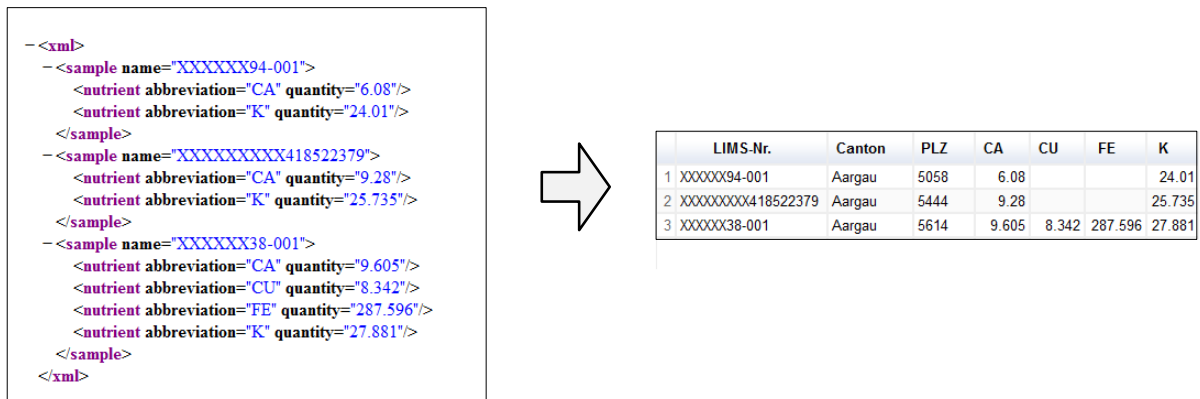 −<xml>
−<sample name="XXXXXX94-001">
<nutrient abbreviation="CA" quantity="6.08"/>
<nutrient abbreviation="K" quantity="24.01"/>
</sample>
−<sample name="XXXXXXXXX418522379">
<nutrient abbreviation="CA" quantity="9.28"/>
<nutrient abbreviation="K" quantity="25.735"/>
</sample>
−<sample name="XXXXXX38-001">
<nutrient abbreviation="CA" quantity="9.605"/>
<nutrient abbreviation="CU" quantity="8.342"/>
<nutrient abbreviation="FE" quantity="287.596"/>
<nutrient abbreviation="K" quantity="27.881"/>
</sample>
</xml>
LIMS-Nr. Canton PLZ CA CU FE K
1 XXXXXX94-001 Aargau 5058 6.08 24.01
2 XXXXXXXXX418522379 Aargau 5444 9.28 25.735
3 XXXXXX38-001 Aargau 5614 9.605 8.342 287.596 27.881